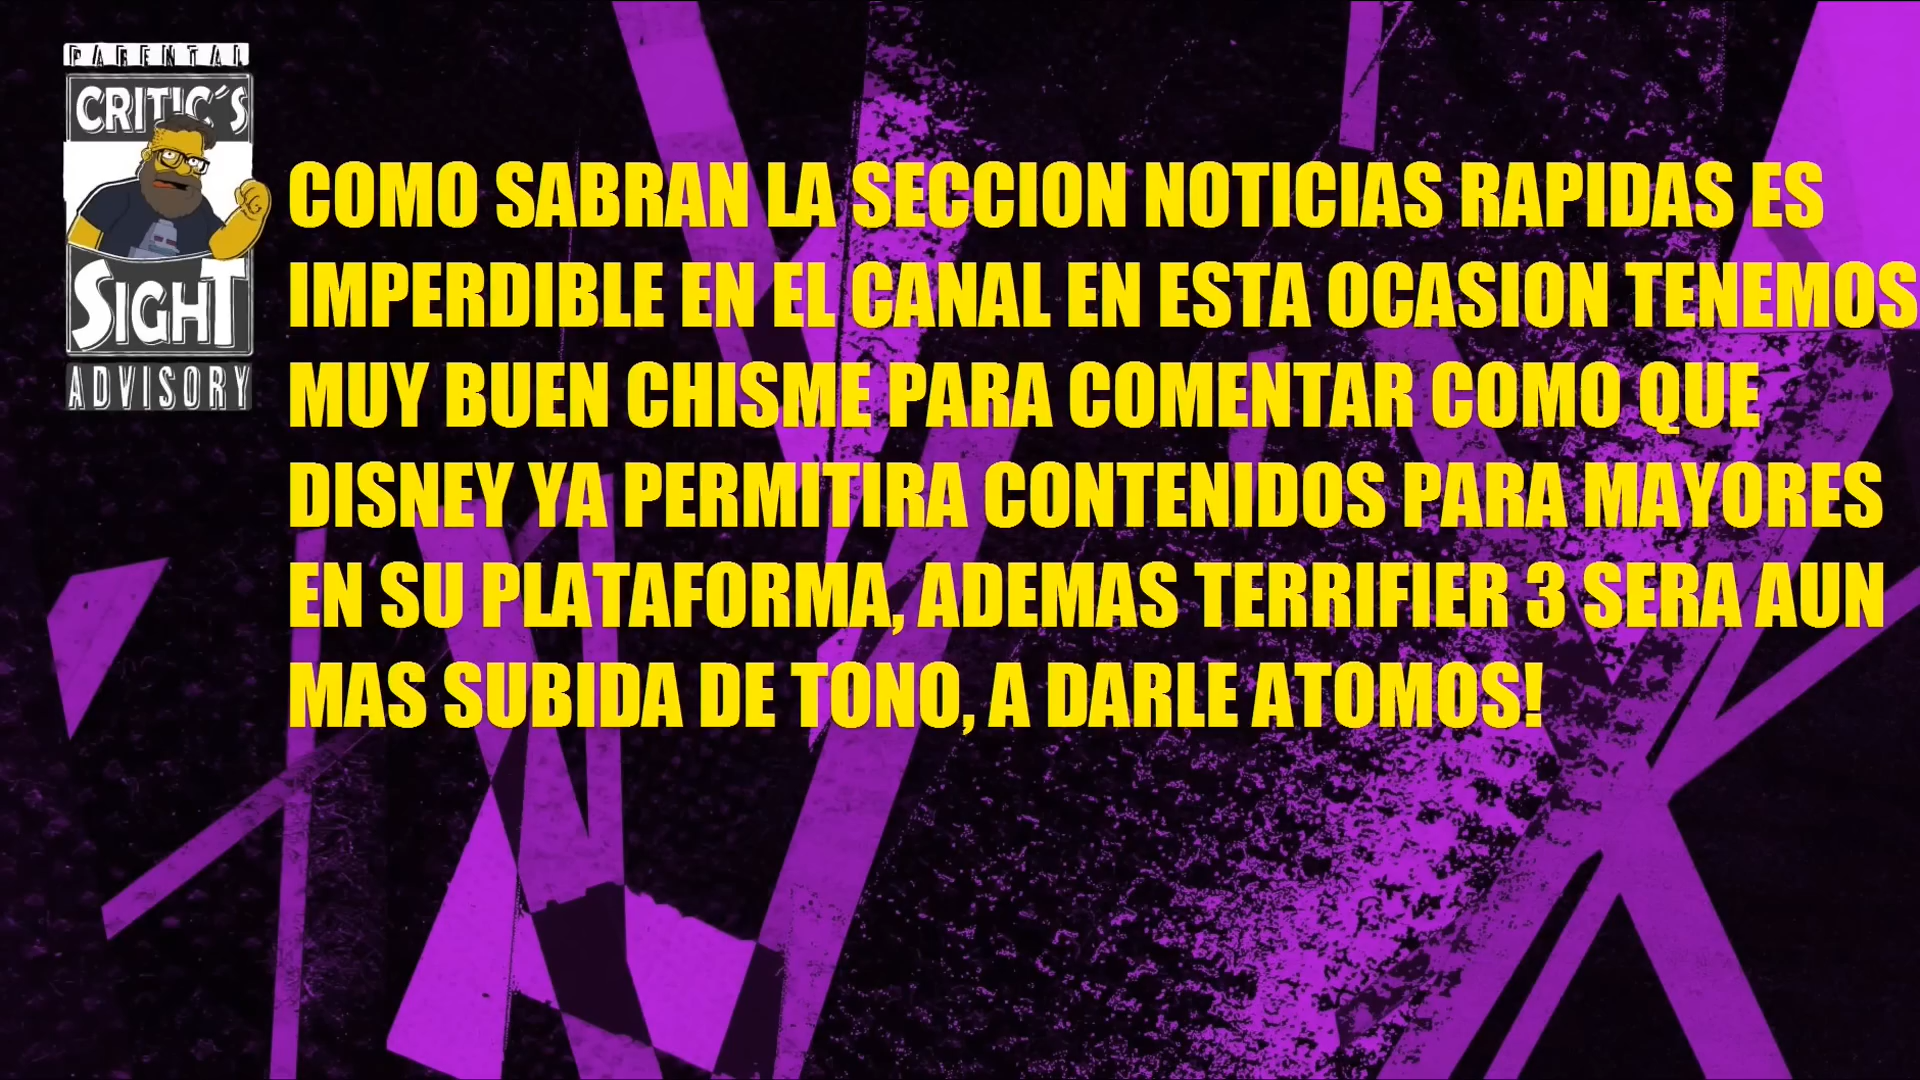 PARENTAL
CRITIC´S
SIGHT
ADVISORY
COMO SABRAN LA SECCION NOTICIAS RAPIDAS ES
IMPERDIBLE EN EL CANAL EN ESTA OCASION TENEMOS
MUY BUEN CHISME PARA COMENTAR COMO QUE
DISNEY YA PERMITIRA CONTENIDOS PARA MAYORES
EN SU PLATAFORMA, ADEMAS TERRIFIER 3 SERA AUN
MAS SUBIDA DE TONO, A DARLE ATOMOS!